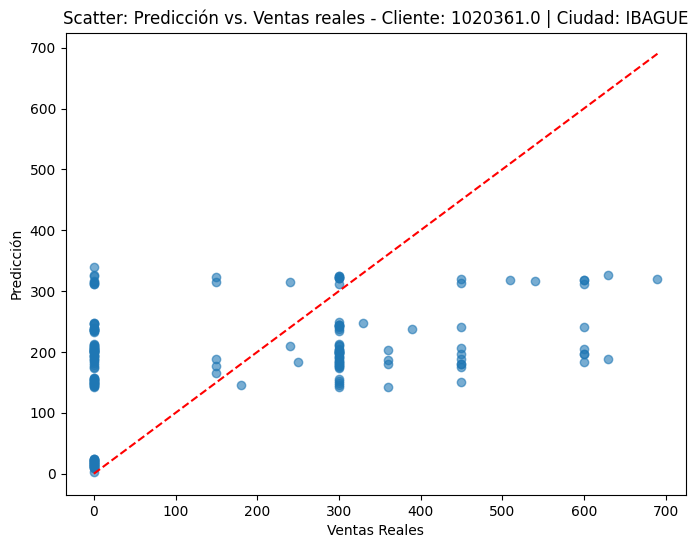 Scatter: Predicción vs. Ventas reales - Cliente: 1020361.0 | Ciudad: IBAGUE
700
600
500
400
300
200
100
0
Predicción
0 100 200 300 400 500 600 700
Ventas Reales